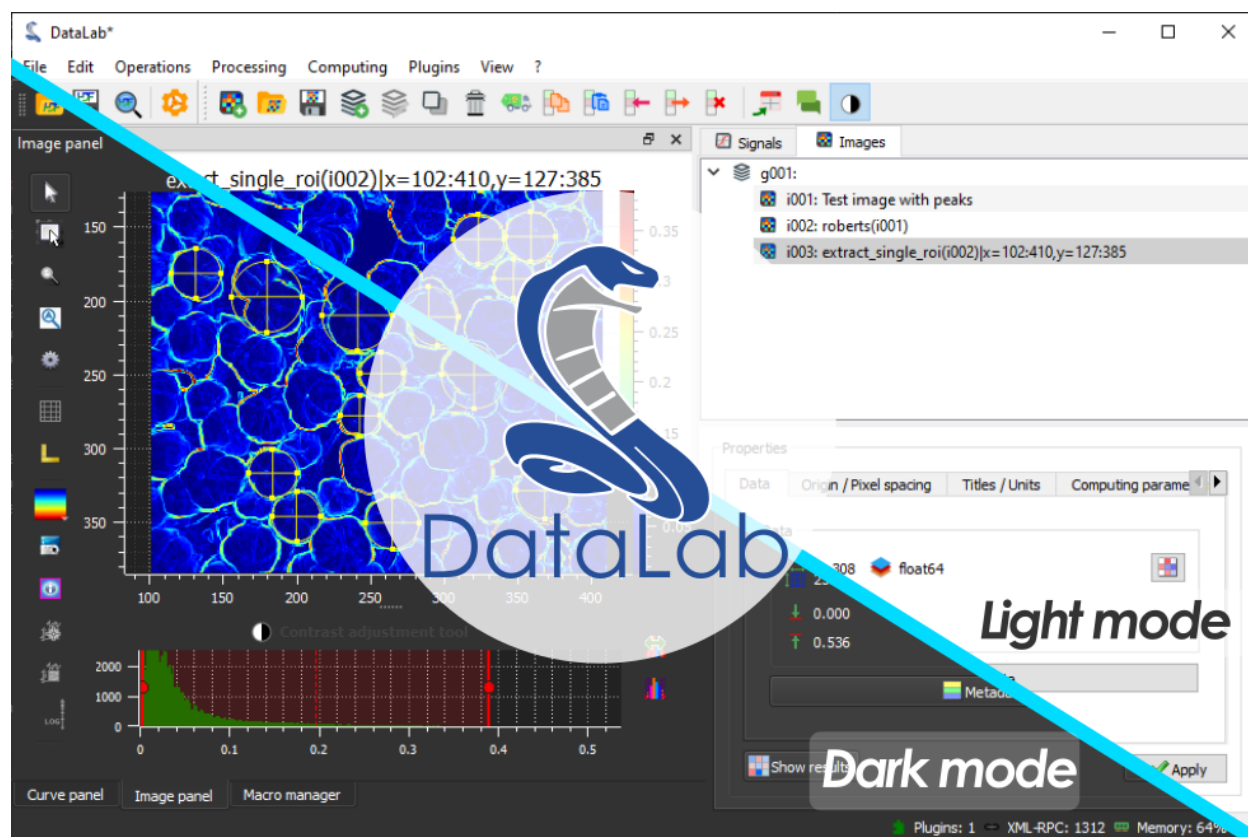 DataLab*
File Edit Operations Processing Computing Plugins View ?
Image panel
extract_single_roi(i002)|x=102:410,y=127:385
150
200
250
300
350
100 150 200 250 300 350 400
0.35
0.3
0.25
0.2
15
0.05
Contrast adjustment tool
2000
1000
0
0 0.1 0.2 0.3 0.4 0.5
LOG
Curve panel Image panel Macro manager
Signals Images
g001:
i001: Test image with peaks
i002: roberts(i001)
i003: extract_single_roi(i002)|x=102:410,y=127:385
Properties
Data Origin / Pixel spacing Titles / Units Computing parame
308 float64
0.000
0.536
Show results
Apply
DataLab
Light mode
Dark mode
Plugins: 1 XML-RPC: 1312 Memory: 64%